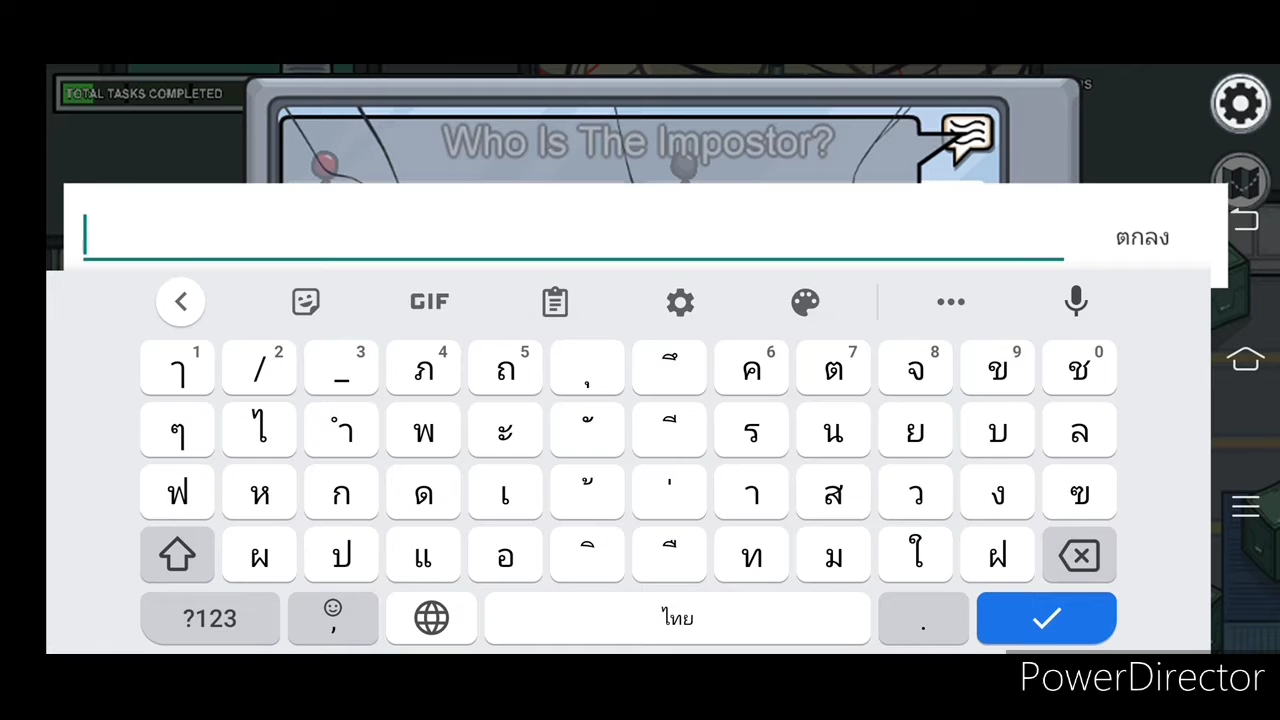 TOTAL TASKS COMPLETED
Who Is The Impostor?
ตกลง
GIF
ๅ 1 / 2 _ 3 ภ 4 ถ 5 ุ ึ ค 6 ต 7 จ 8 ข 9 ช 0
ๆ ไ ำ พ ะ ั ี ร น ย บ ล
ฟ ห ก ด เ ้ ่ า ส ว ง ฃ
ผ ป แ อ ิ ื ท ม ใ ฝ
?123 , ไทย .
PowerDirector